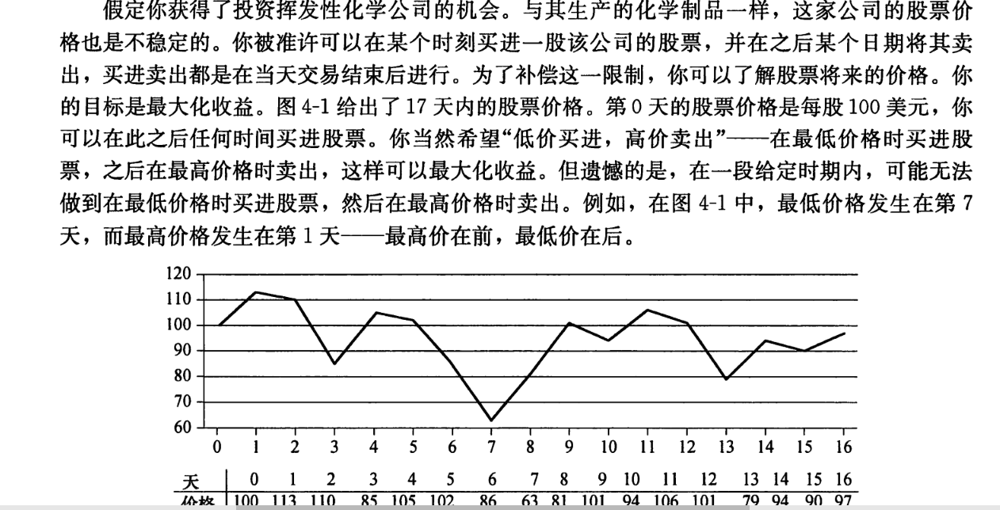 假定你获得了投资挥发性化学公司的机会。与其生产的化学制品一样，这家公司的股票价
格也是不稳定的。你被准许可以在某个时刻买进一股该公司的股票，并在之后某个日期将其卖
出，买进卖出都是在当天交易结束后进行。为了补偿这一限制，你可以了解股票将来的价格。你
的目标是最大化收益。图 4-1 给出了 17 天内的股票价格。第 0 天的股票价格是每股 100 美元，你
可以在此之后任何时间买进股票。你当然希望“低价买进，高价卖出”——在最低价格时买进股
票，之后在最高价格时卖出，这样可以最大化收益。但遗憾的是，在一段给定时期内，可能无法
做到在最低价格时买进股票，然后在最高价格时卖出。例如，在图 4-1 中，最低价格发生在第 7
天，而最高价格发生在第 1 天——最高价在前，最低价在后。
120
110
100
90
80
70
60
0 1 2 3 4 5 6 7 8 9 10 11 12 13 14 15 16
天 0 1 2 3 4 5 6 7 8 9 10 11 12 13 14 15 16
价格 100 113 110 85 105 102 86 63 81 101 94 106 101 79 94 90 97